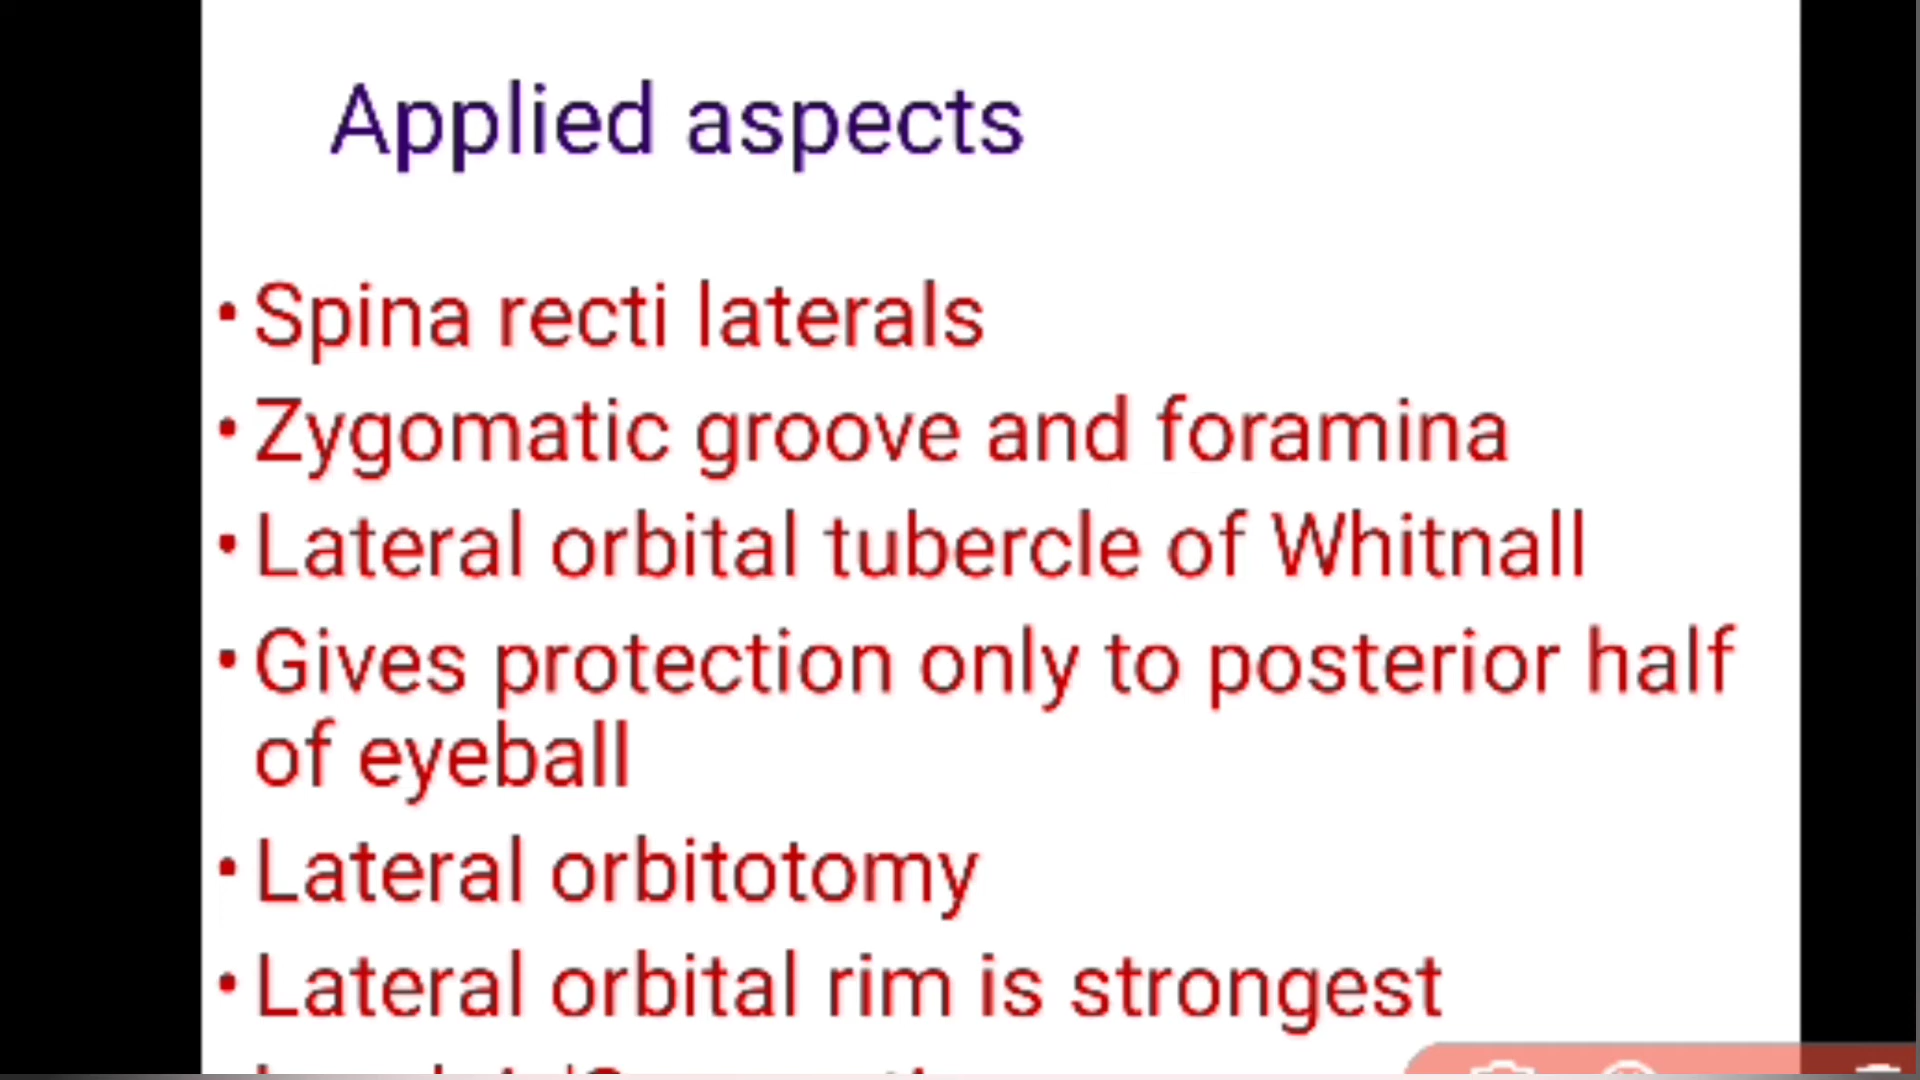 Applied aspects
• Spina recti laterals
• Zygomatic groove and foramina
• Lateral orbital tubercle of Whitnall
• Gives protection only to posterior half
of eyeball
• Lateral orbitotomy
• Lateral orbital rim is strongest